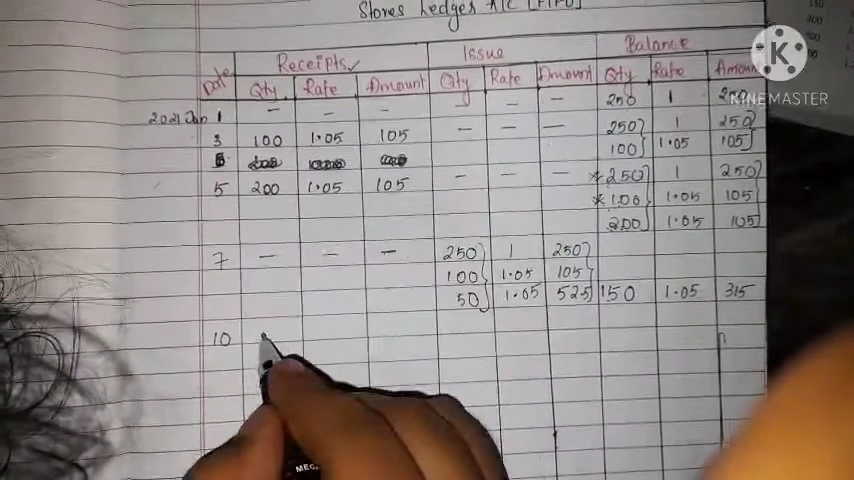 Stores Ledger A/c [FIFO]
Date Receipts Issue Balance
Qty Rate Amount Qty Rate Amount Qty Rate Amount
2021 Jan 1 — — — — — — 250 1 250
3 100 1.05 105 — — — 250 1 250
100 1.05 105
5 200 1.05 105 — — — *250 1 250
*100 1.05 105
200 1.05 105
7 — — — 250 1 250
100 1.05 105
50 1.05 525 150 1.05 315
10
KINEMASTER
MEG